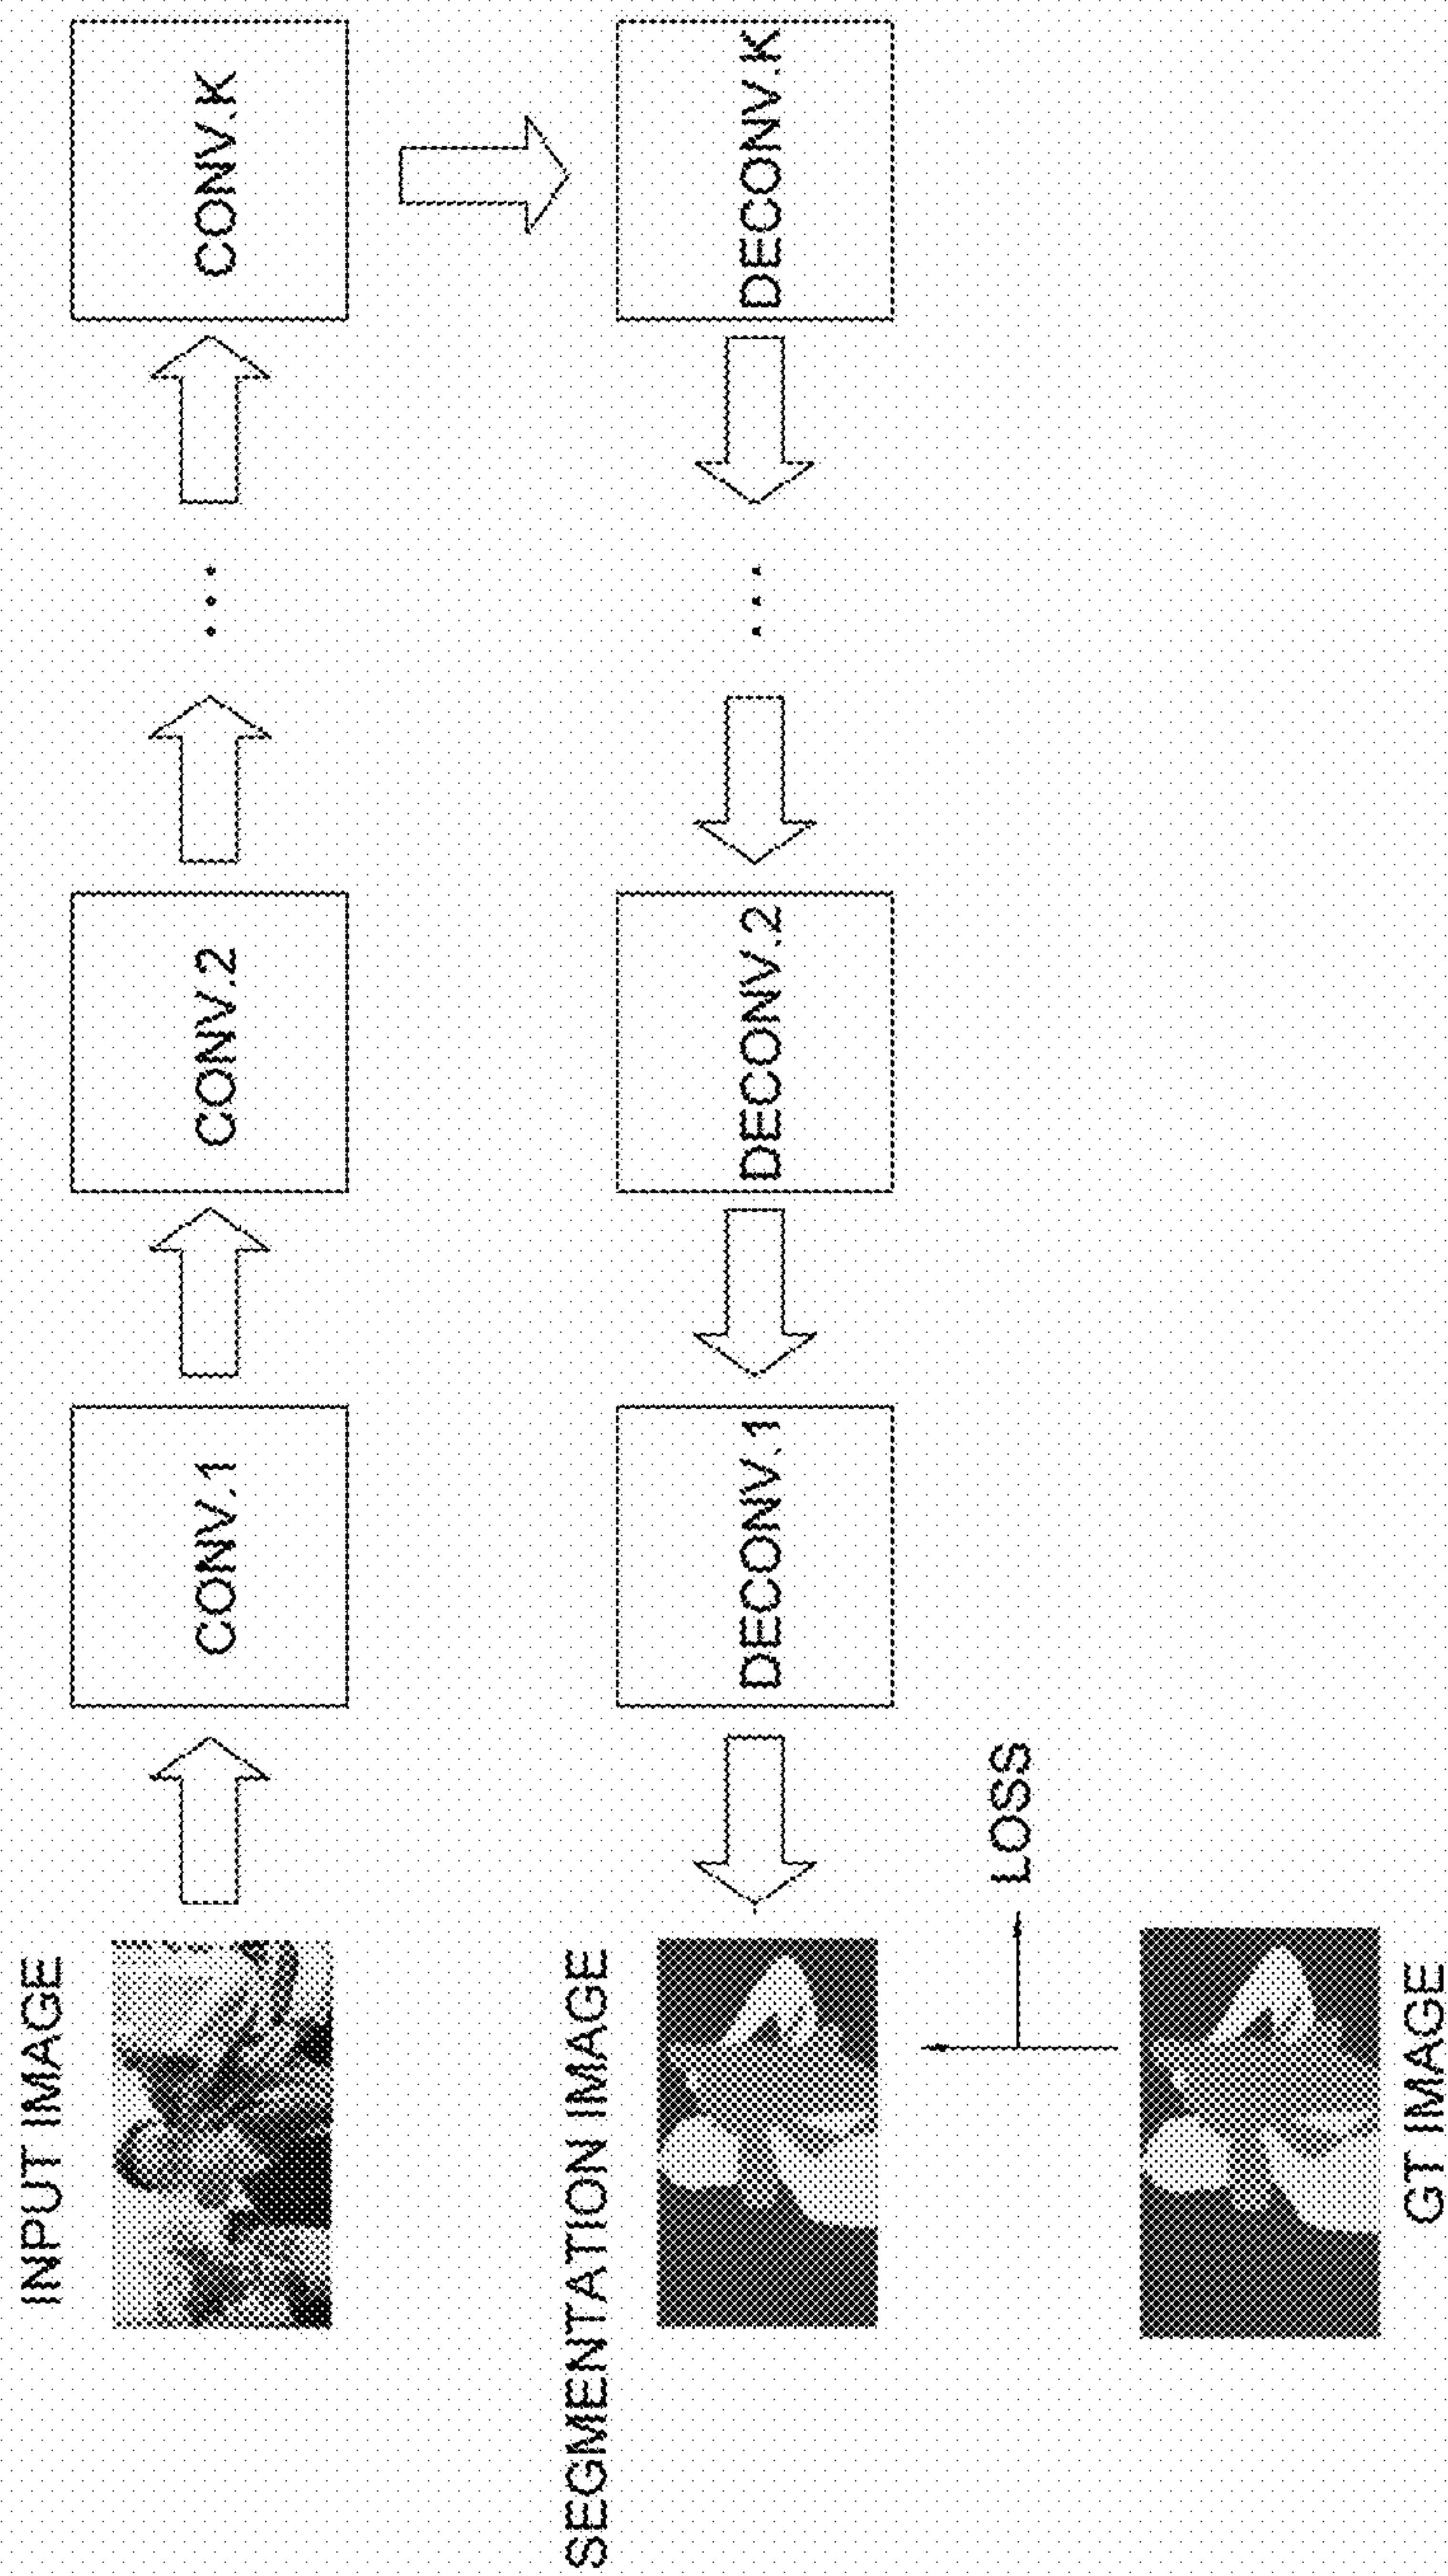 INPUT IMAGE
CONV.1
CONV.2
...
CONV.K
SEGMENTATION IMAGE
DECONV.1
DECONV.2
...
DECONV.K
LOSS
GT IMAGE